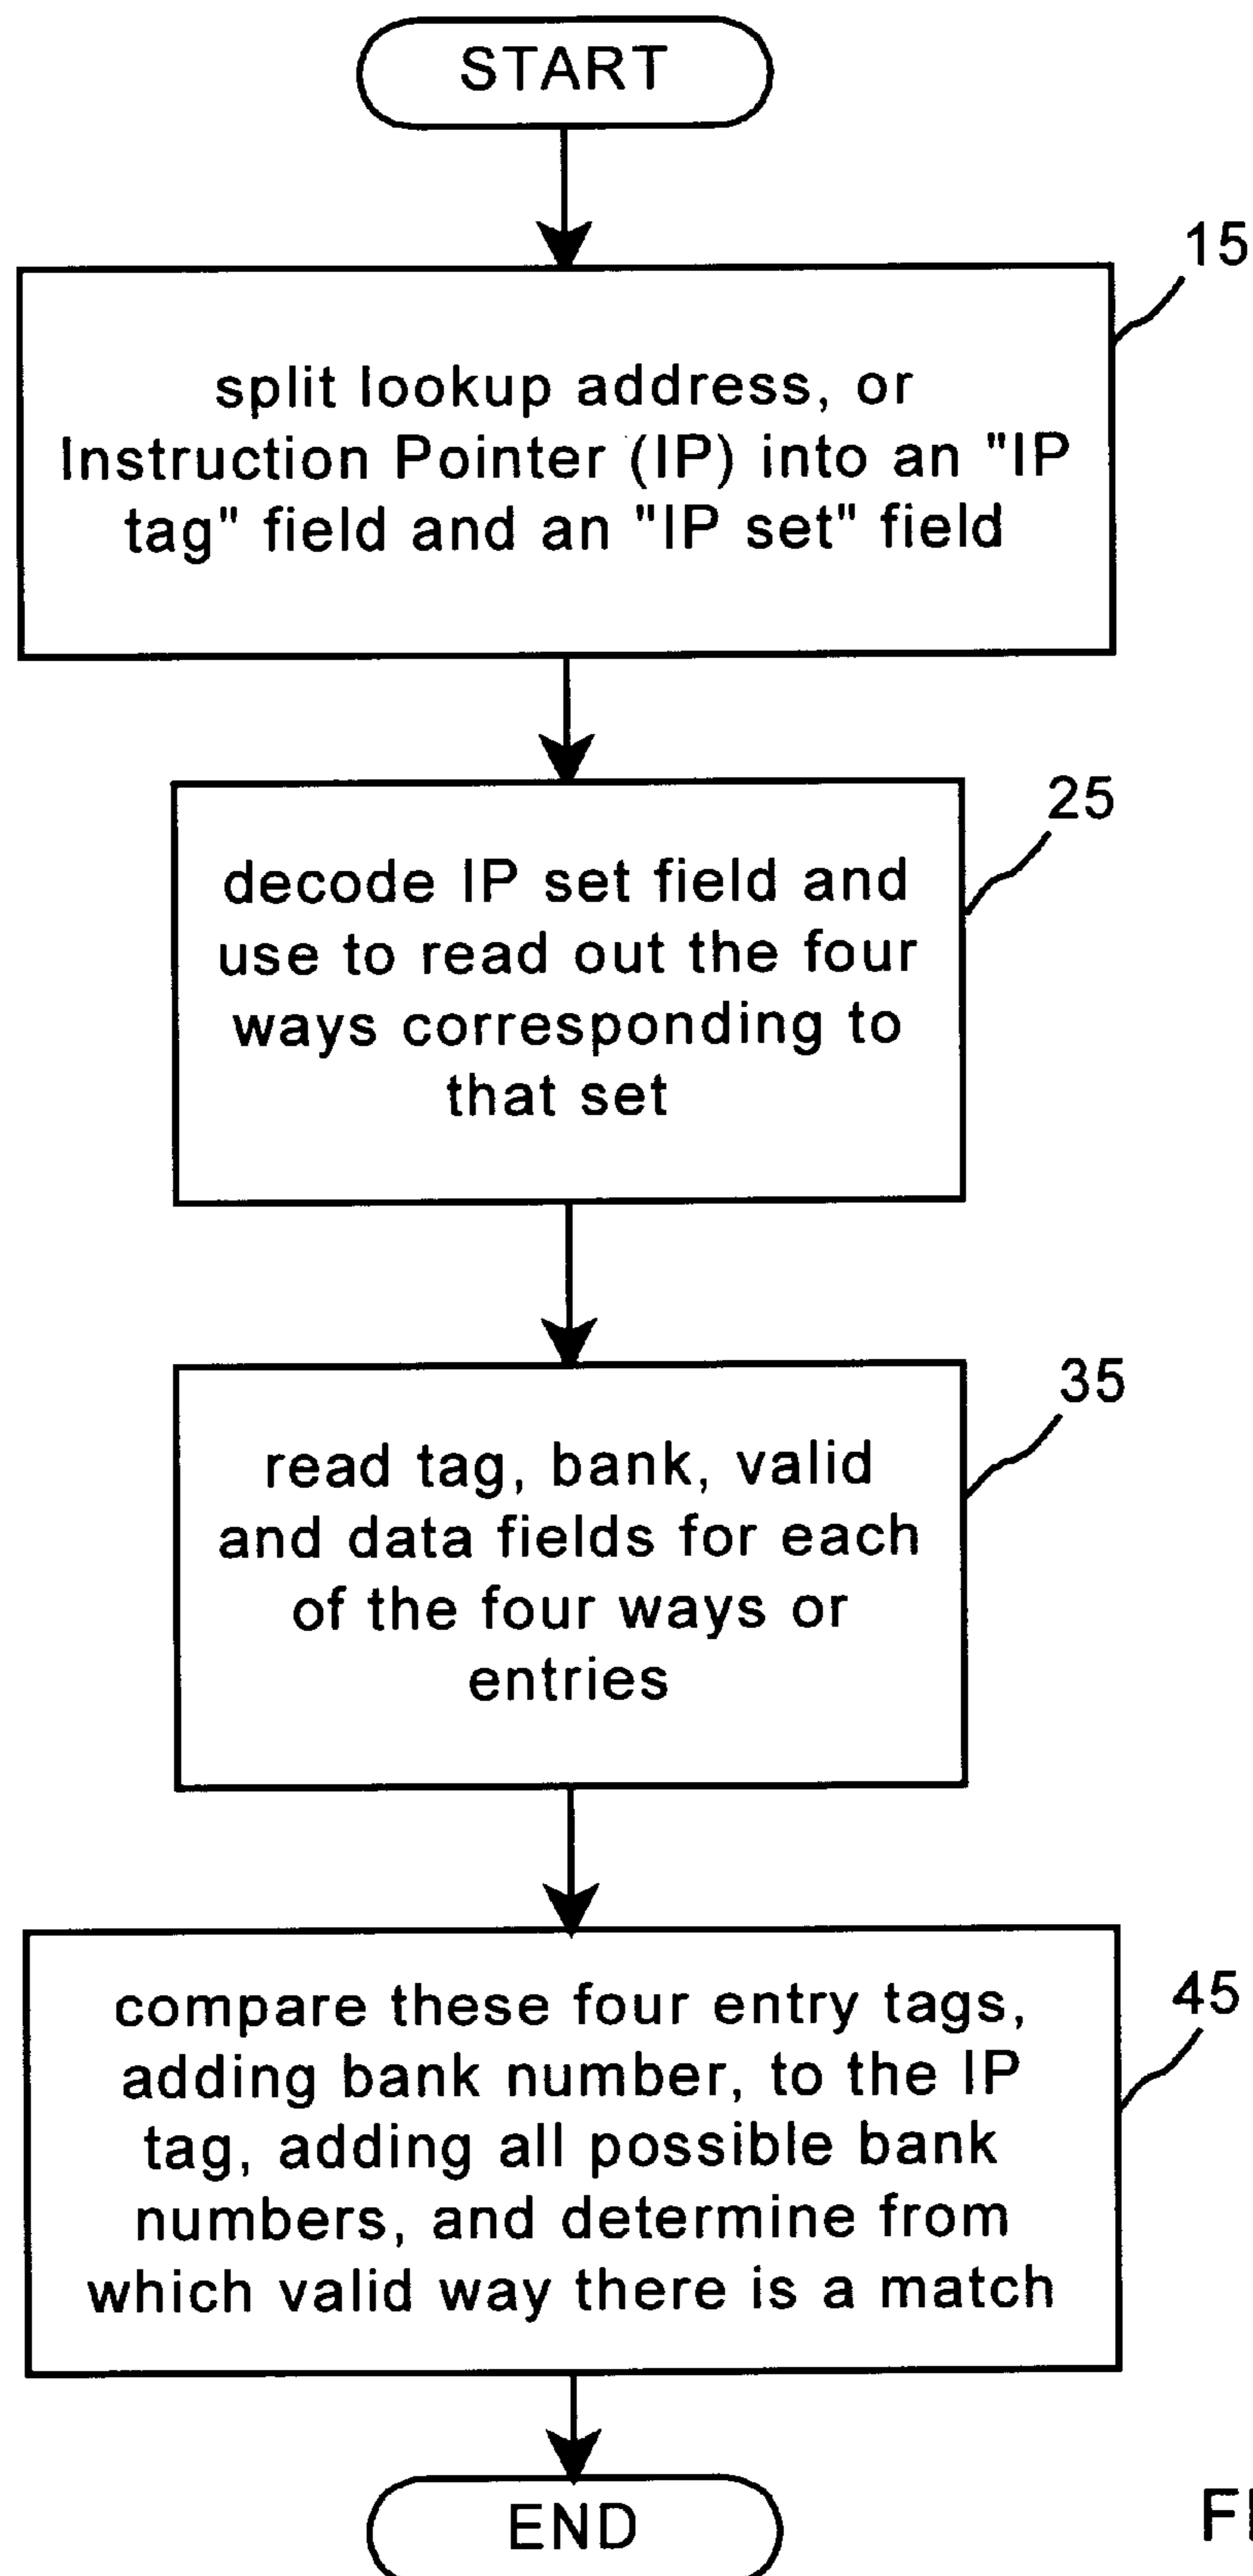 START
15
split lookup address, or
Instruction Pointer (IP) into an "IP
tag" field and an "IP set" field
25
decode IP set field and
use to read out the four
ways corresponding to
that set
35
read tag, bank, valid
and data fields for each
of the four ways or
entries
45
compare these four entry tags,
adding bank number, to the IP
tag, adding all possible bank
numbers, and determine from
which valid way there is a match
END